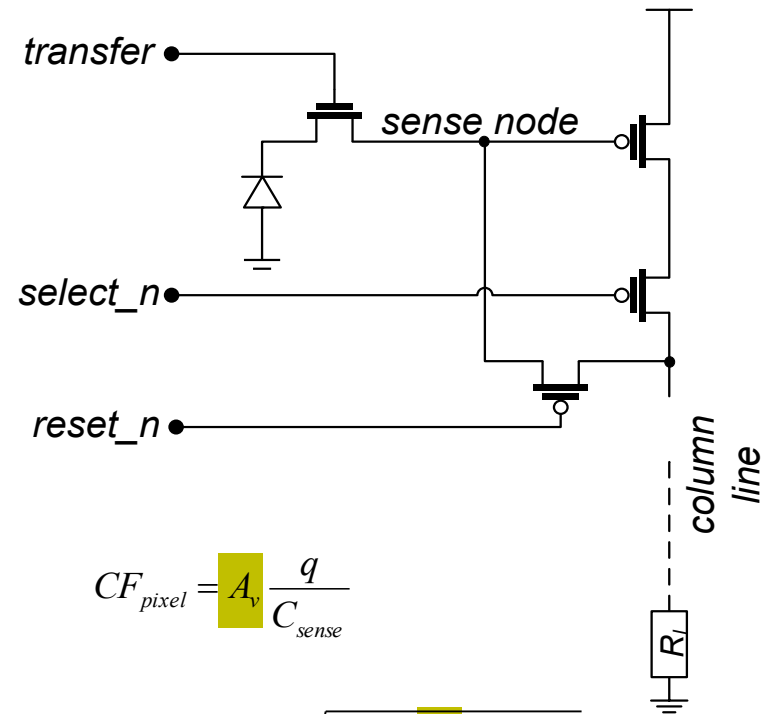 transfer
sense node
select_n
reset_n
column
line
CF_pixel = A_v q / C_sense
R_l